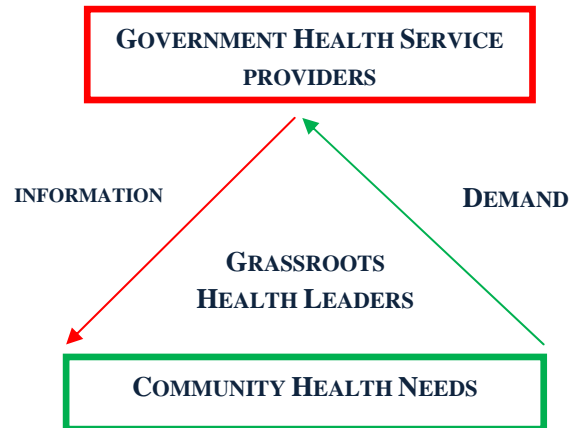 GOVERNMENT HEALTH SERVICE
PROVIDERS
INFORMATION
DEMAND
GRASSROOTS
HEALTH LEADERS
COMMUNITY HEALTH NEEDS